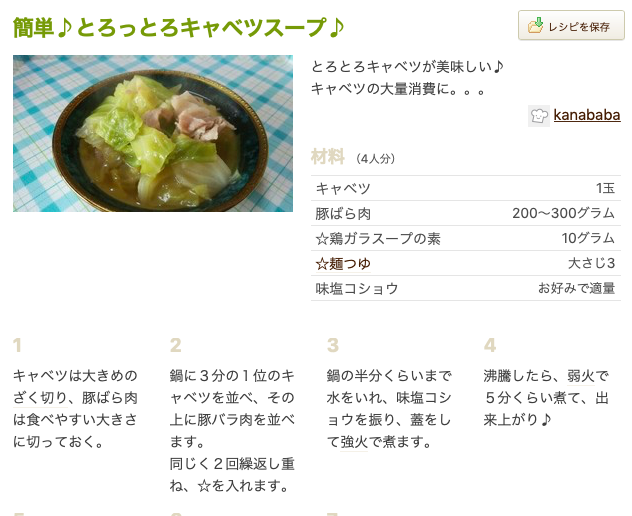 簡単♪とろっとろキャベツスープ♪
レシピを保存
とろとろキャベツが美味しい♪
キャベツの大量消費に。。。
kanababa
材料 （4人分）
キャベツ 1玉
豚ばら肉 200〜300グラム
☆鶏ガラスープの素 10グラム
☆麺つゆ 大さじ3
味塩コショウ お好みで適量
1
キャベツは大きめの
ざく切り、豚ばら肉
は食べやすい大きさ
に切っておく。
2
鍋に３分の１位のキ
ャベツを並べ、その
上に豚バラ肉を並べ
ます。
同じく２回繰返し重
ね、☆を入れます。
3
鍋の半分くらいまで
水をいれ、味塩コシ
ョウを振り、蓋をし
て強火で煮ます。
4
沸騰したら、弱火で
５分くらい煮て、出
来上がり♪